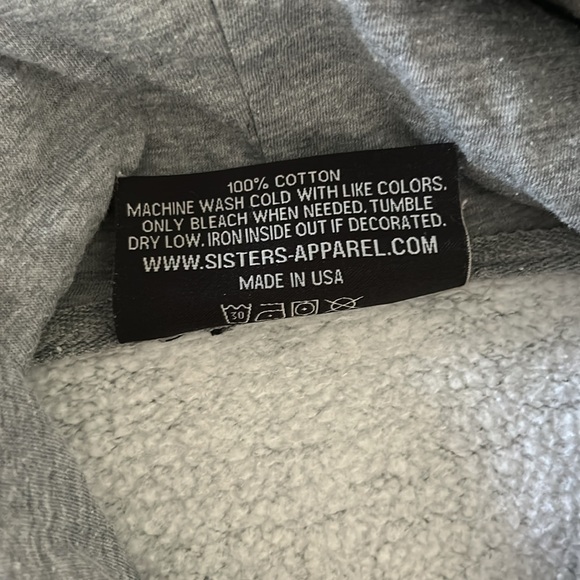 100% COTTON
MACHINE WASH COLD WITH LIKE COLORS.
ONLY BLEACH WHEN NEEDED. TUMBLE
DRY LOW. IRON INSIDE OUT IF DECORATED.
WWW.SISTERS-APPAREL.COM
MADE IN USA
30